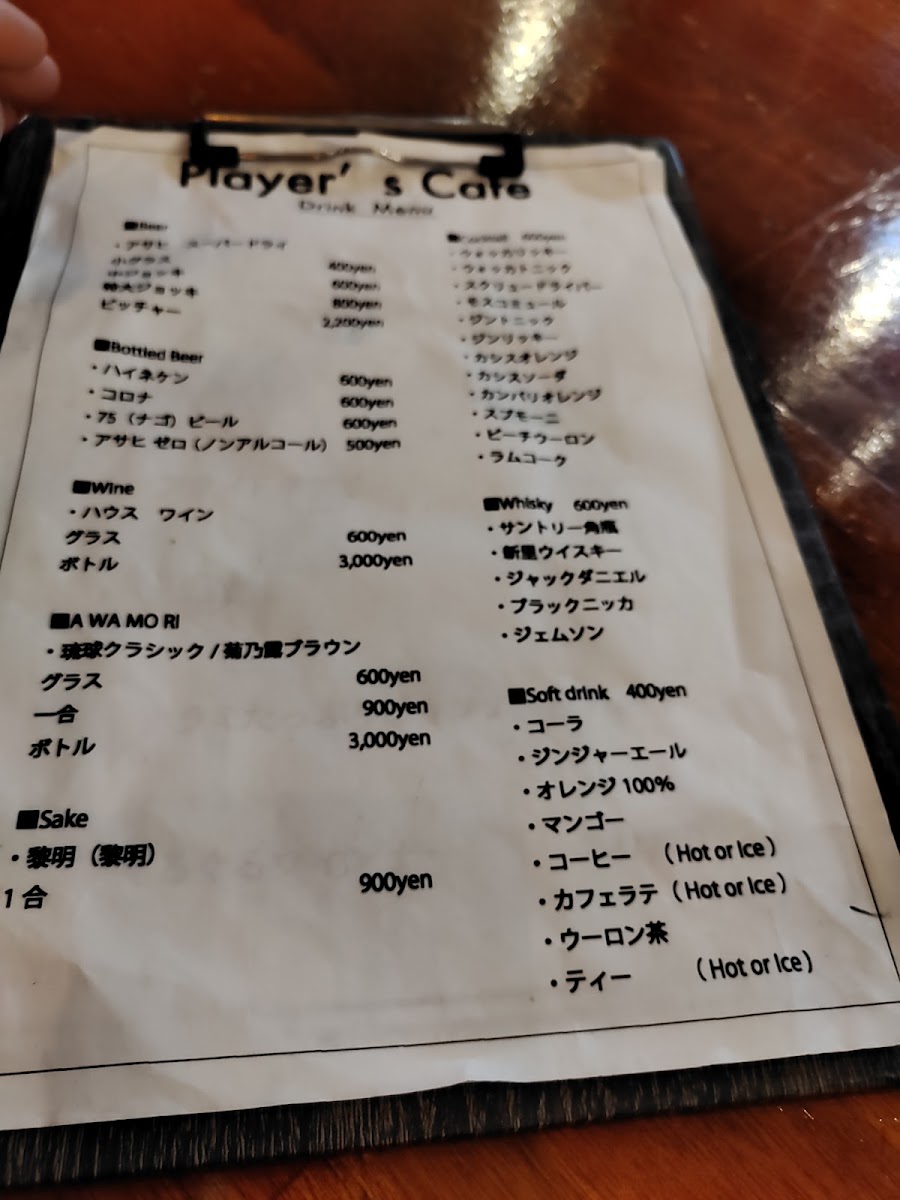 Player's Cafe
Drink Menu
■Beer
・アサヒ スーパードライ
小グラス 400yen
中ジョッキ 600yen
特大ジョッキ 800yen
ピッチャー 2,200yen
■Bottled Beer
・ハイネケン 600yen
・コロナ 600yen
・75（ナゴ）ビール 600yen
・アサヒ ゼロ（ノンアルコール） 500yen
■Wine
・ハウス ワイン
グラス 600yen
ボトル 3,000yen
■A WA MO RI
・琉球クラシック / 菊乃露ブラウン
グラス 600yen
一合 900yen
ボトル 3,000yen
■Sake
・黎明（黎明）
1 合 900yen
■Cocktail
・ウォッカリッキー
・ウォッカトニック
・スクリュードライバー
・モスコミュール
・ジントニック
・ジンリッキー
・カシスオレンジ
・カシスソーダ
・カンパリオレンジ
・スプモーニ
・ピーチウーロン
・ラムコーク
■Whisky 600yen
・サントリー角瓶
・新里ウイスキー
・ジャックダニエル
・ブラックニッカ
・ジェムソン
■Soft drink 400yen
・コーラ
・ジンジャーエール
・オレンジ 100%
・マンゴー
・コーヒー （Hot or Ice）
・カフェラテ（Hot or Ice）
・ウーロン茶
・ティー （Hot or Ice）